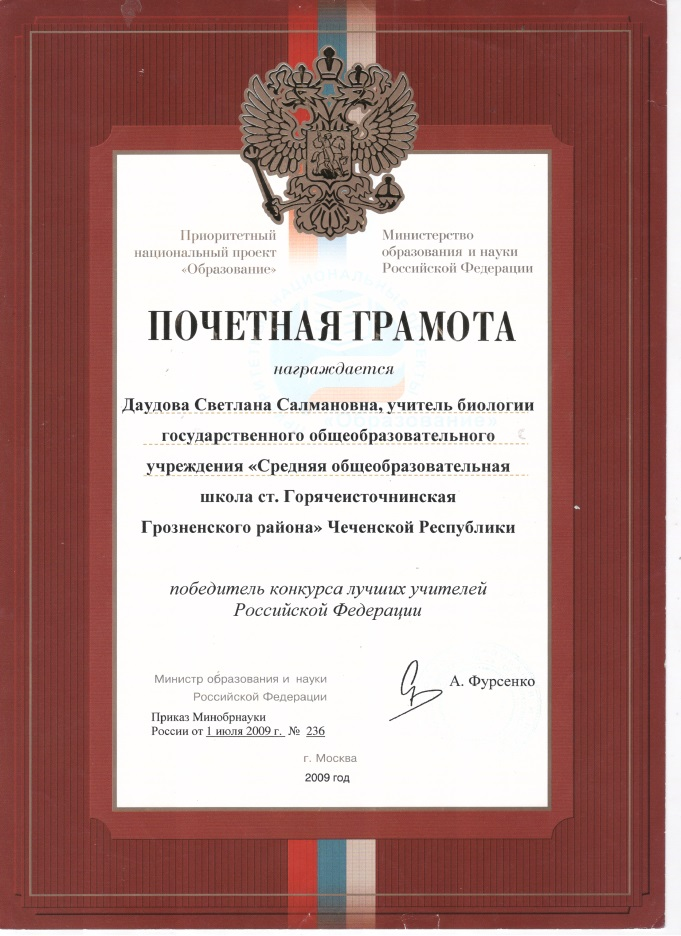 Приоритетный
национальный проект
«Образование»
Министерство
образования и науки
Российской Федерации
ПОЧЕТНАЯ ГРАМОТА
награждается
Даудова Светлана Салмановна, учитель биологии
государственного общеобразовательного
учреждения «Средняя общеобразовательная
школа ст. Горячеисточнинская
Грозненского района» Чеченской Республики
победитель конкурса лучших учителей
Российской Федерации
Министр образования и науки
Российской Федерации
А. Фурсенко
Приказ Минобрнауки
России от 1 июля 2009 г. № 236
г. Москва
2009 год